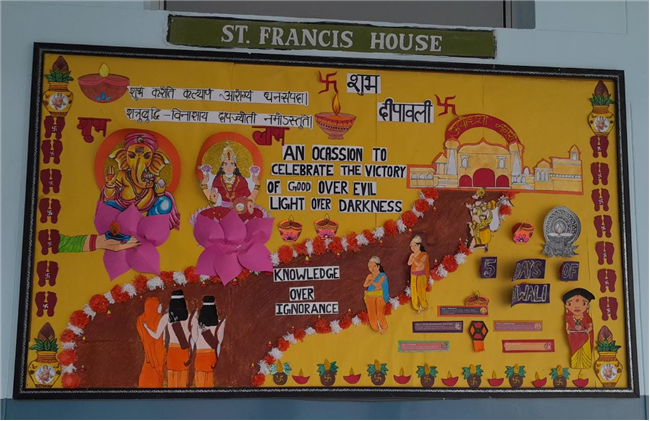 ST. FRANCIS HOUSE
शुभ करोति कल्याणं -आरोग्यं धनसंपदा।
शत्रुबुद्धि-विनाशाय दीपज्योती नमोऽस्तुते
शुभ
दीपावली
शुभ
लाभ
AN OCASSION TO
CELEBRATE THE VICTORY
OF GOOD OVER EVIL
LIGHT OVER DARKNESS
KNOWLEDGE
OVER
IGNORANCE
5 DAYS OF
DIWALI